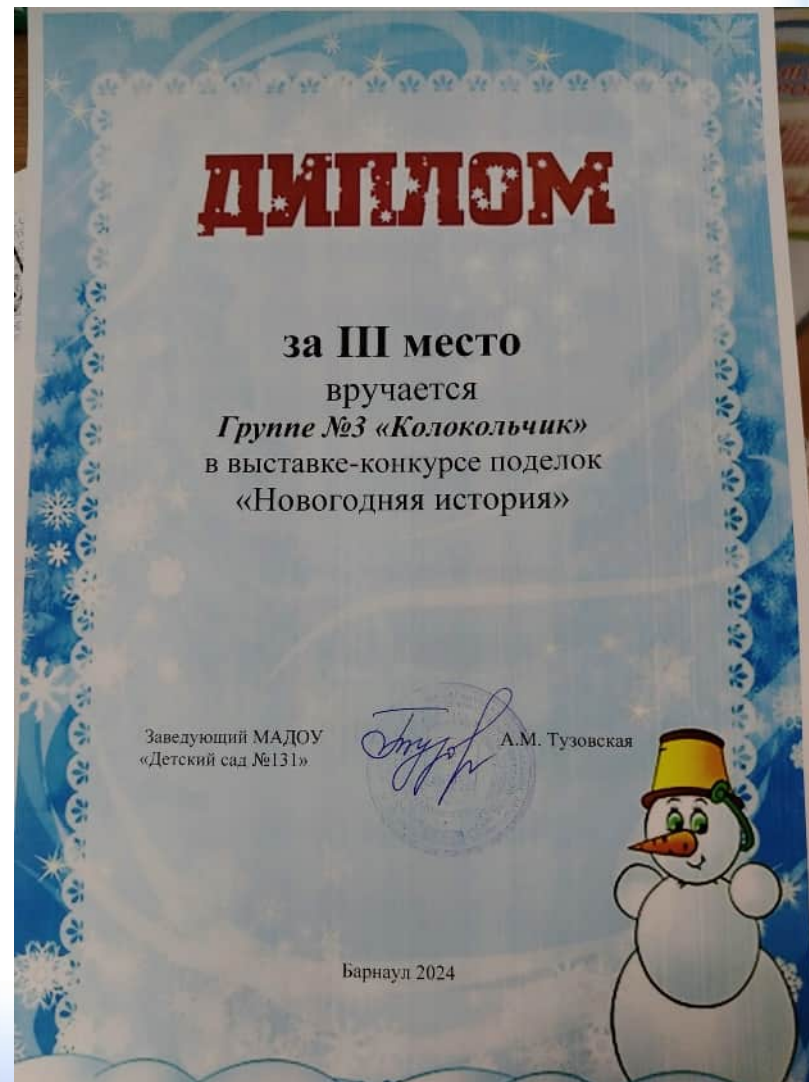 ДИПЛОМ
за III место
вручается
Группе №3 «Колокольчик»
в выставке-конкурсе поделок
«Новогодняя история»
Заведующий МАДОУ
«Детский сад №131»
А.М. Тузовская
Барнаул 2024